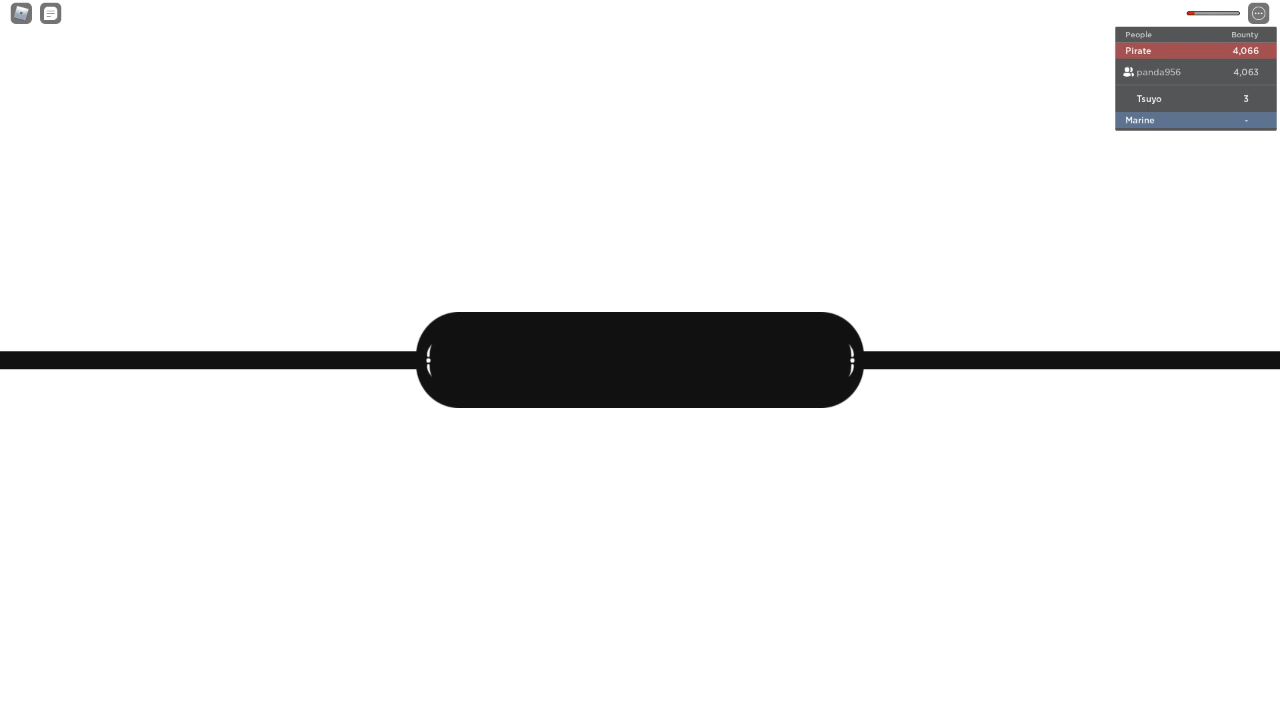 People Bounty
Pirate 4,066
panda956 4,063
Tsuyo 3
Marine -